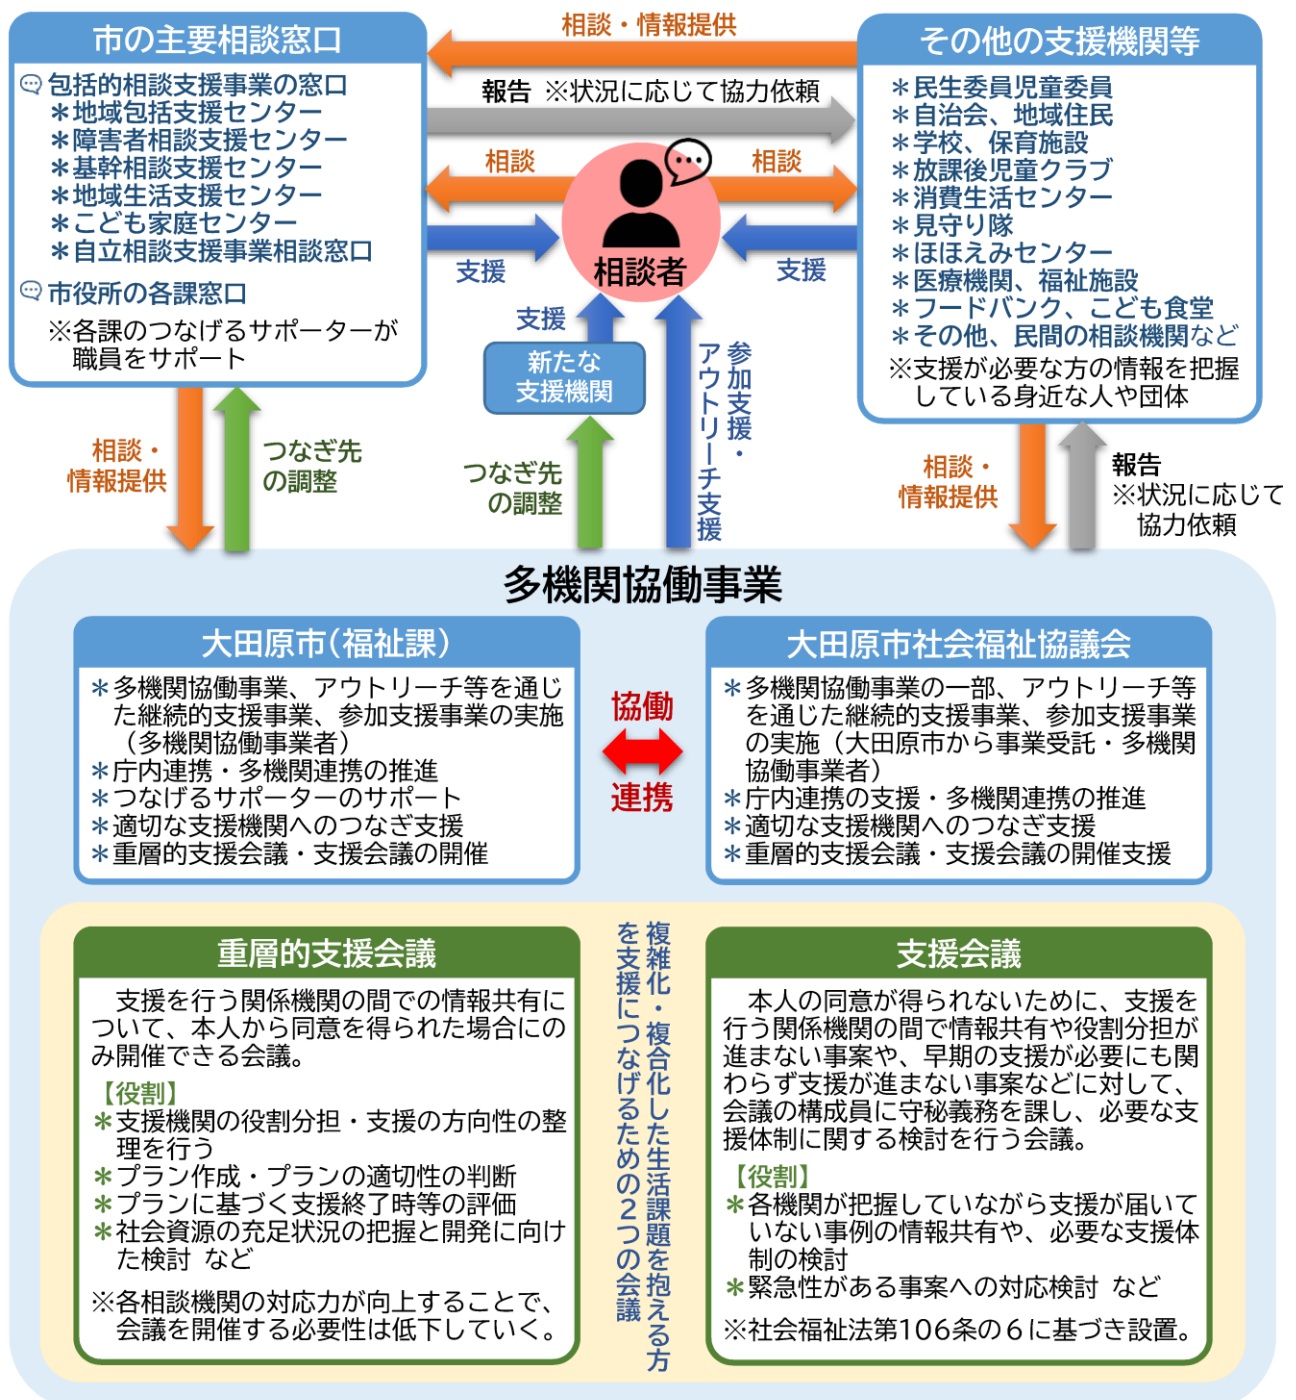 市の主要相談窓口
包括的相談支援事業の窓口
＊地域包括支援センター
＊障害者相談支援センター
＊基幹相談支援センター
＊地域生活支援センター
＊こども家庭センター
＊自立相談支援事業相談窓口
市役所の各課窓口
※各課のつなげるサポーターが
職員をサポート
相談・情報提供
報告 ※状況に応じて協力依頼
相談
相談
支援
支援
相談者
その他の支援機関等
＊民生委員児童委員
＊自治会、地域住民
＊学校、保育施設
＊放課後児童クラブ
＊消費生活センター
＊見守り隊
＊ほほえみセンター
＊医療機関、福祉施設
＊フードバンク、こども食堂
＊その他、民間の相談機関など
※支援が必要な方の情報を把握
している身近な人や団体
支援
新たな
支援機関
参加支援・
アウトリーチ支援
相談・
情報提供
つなぎ先
の調整
つなぎ先
の調整
相談・
情報提供
報告
※状況に応じて
協力依頼
多機関協働事業
大田原市（福祉課）
＊多機関協働事業、アウトリーチ等を通じ
た継続的支援事業、参加支援事業の実施
（多機関協働事業者）
＊庁内連携・多機関連携の推進
＊つなげるサポーターのサポート
＊適切な支援機関へのつなぎ支援
＊重層的支援会議・支援会議の開催
協働
連携
大田原市社会福祉協議会
＊多機関協働事業の一部、アウトリーチ等
を通じた継続的支援事業、参加支援事業
の実施（大田原市から事業受託・多機関
協働事業者）
＊庁内連携の支援・多機関連携の推進
＊適切な支援機関へのつなぎ支援
＊重層的支援会議・支援会議の開催支援
重層的支援会議
支援を行う関係機関の間での情報共有に
ついて、本人から同意を得られた場合にの
み開催できる会議。
【役割】
＊支援機関の役割分担・支援の方向性の整
理を行う
＊プラン作成・プランの適切性の判断
＊プランに基づく支援終了時等の評価
＊社会資源の充足状況の把握と開発に向け
た検討 など
※各相談機関の対応力が向上することで、
会議を開催する必要性は低下していく。
複雑化・複合化した生活課題を抱える方
を支援につなげるための２つの会議
支援会議
本人の同意が得られないために、支援を
行う関係機関の間で情報共有や役割分担が
進まない事案や、早期の支援が必要にも関
わらず支援が進まない事案などに対して、
会議の構成員に守秘義務を課し、必要な支
援体制に関する検討を行う会議。
【役割】
＊各機関が把握していながら支援が届いて
いない事例の情報共有や、必要な支援体
制の検討
＊緊急性がある事案への対応検討 など
※社会福祉法第106条の６に基づき設置。